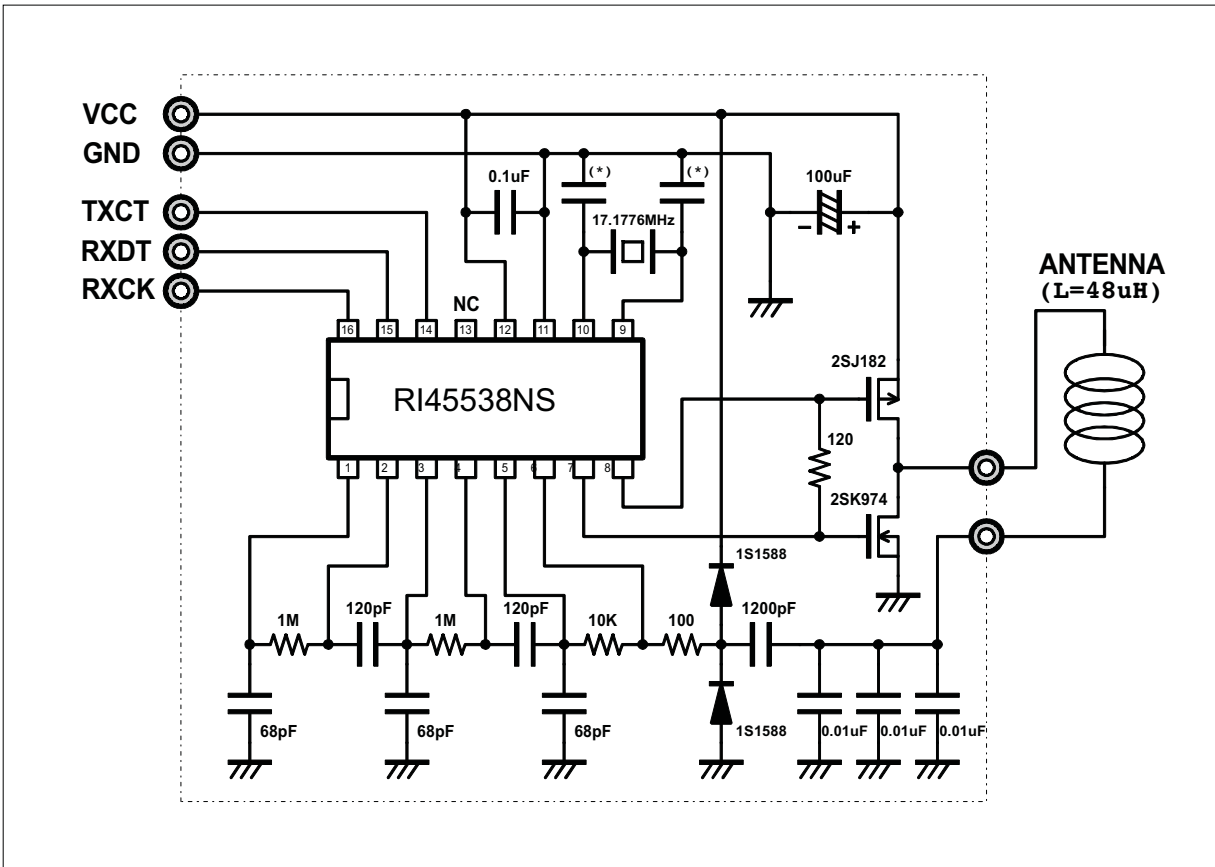 VCC
GND
TXCT
RXDT
RXCK
0.1uF
(*)
(*)
17.1776MHz
100uF
– +
ANTENNA
(L=48uH)
NC
16 15 14 13 12 11 10 9
RI45538NS
1 2 3 4 5 6 7 8
2SJ182
120
2SK974
1S1588
1M
120pF
1M
120pF
10K
100
1200pF
68pF
68pF
68pF
1S1588
0.01uF
0.01uF
0.01uF